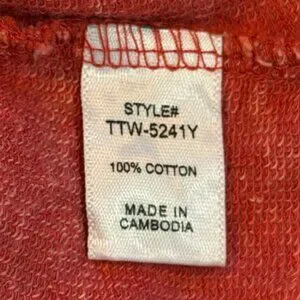 STYLE#
TTW-5241Y
100% COTTON
MADE IN
CAMBODIA